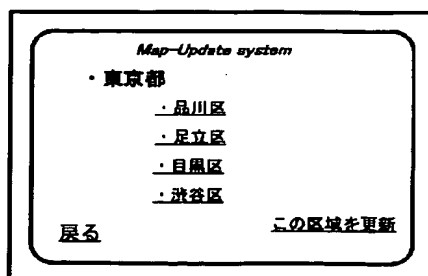 Map-Update system
・東京都
・品川区
・足立区
・目黒区
・渋谷区
戻る
この区域を更新